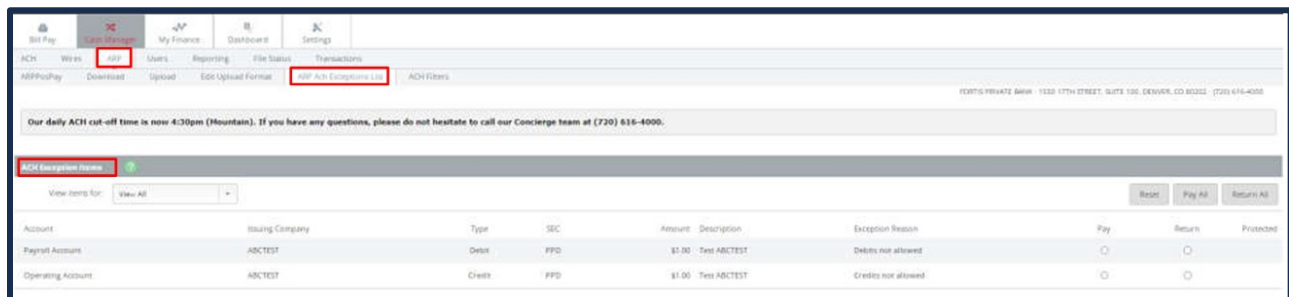 Bill Pay Cash Manager My Finance Dashboard Settings
ACH Wires ARP Users Reporting File Status Transactions
ARPPosPay Download Upload Edit Upload Format ARP Ach Exceptions List ACH Filters
FORTIS PRIVATE BANK - 1550 17TH STREET, SUITE 100, DENVER, CO 80202 - (720) 616-4000
Our daily ACH cut-off time is now 4:30pm (Mountain). If you have any questions, please do not hesitate to call our Concierge team at (720) 616-4000.
ACH Exception Items ?
View items for: View All Reset Pay All Return All
Account Issuing Company Type SEC Amount Description Exception Reason Pay Return Protected
Payroll Account ABCTEST Debit PPD $1.00 Test ABCTEST Debits not allowed
Operating Account ABCTEST Credit PPD $1.00 Test ABCTEST Credits not allowed